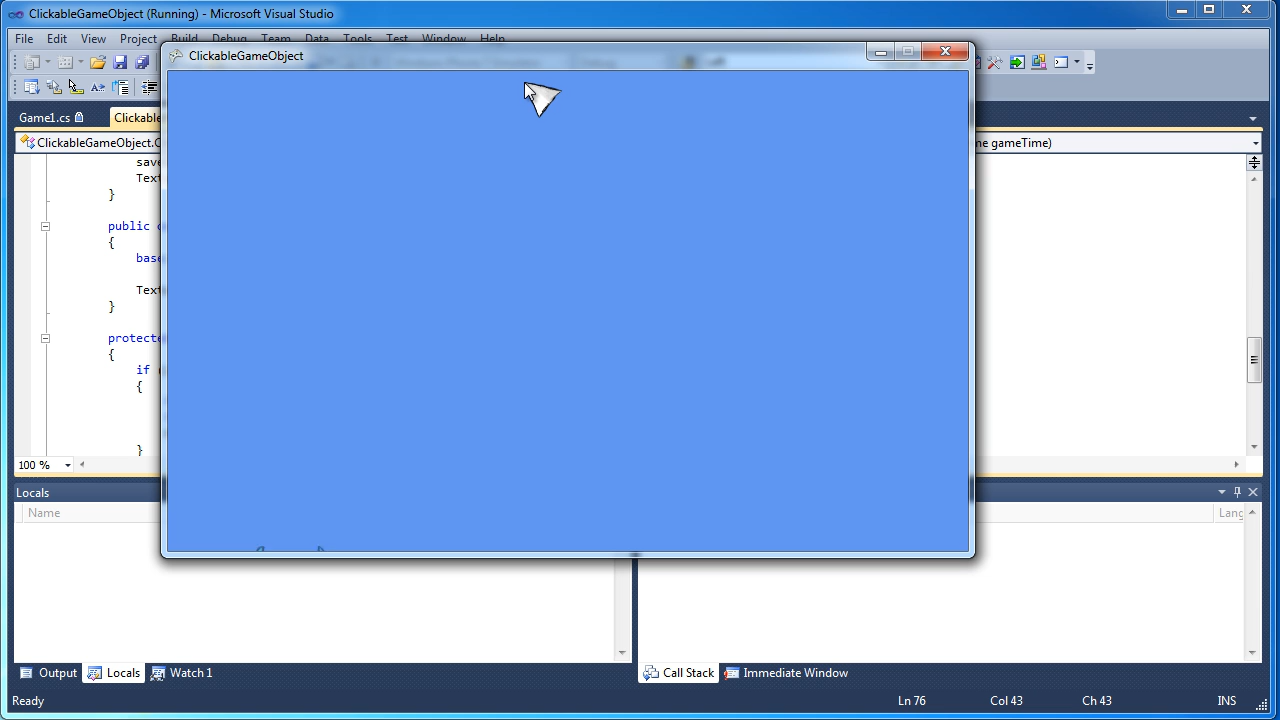 ClickableGameObject (Running) - Microsoft Visual Studio
File Edit View Project Build Debug Team Data Tools Test Window Help
ClickableGameObject
Game1.cs
Clickable
ClickableGameObject.
me gameTime)
save
Text
}
public
{
base
Text
}
protecte
{
if
{
}
100 %
Locals
Name
Lang
Output Locals Watch 1
Call Stack Immediate Window
Ready Ln 76 Col 43 Ch 43 INS